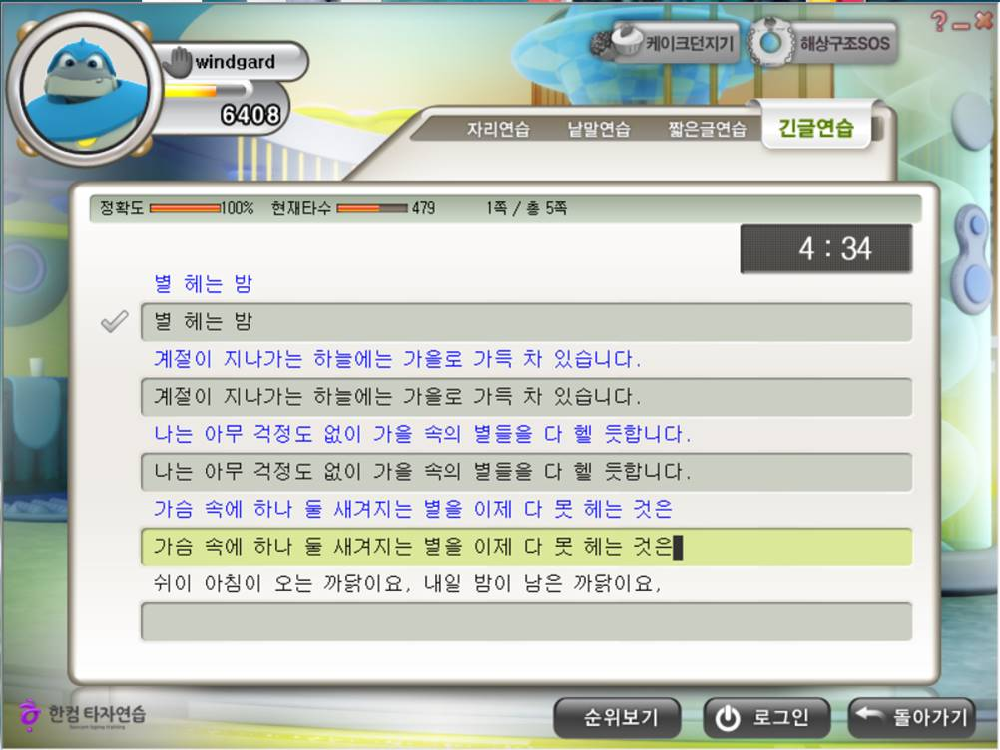 windgard
6408
케이크던지기
해상구조SOS
? _ ✖
자리연습 낱말연습 짧은글연습 긴글연습
정확도 100% 현재타수 479 1쪽 / 총 5쪽
4 : 34
별 헤는 밤
별 헤는 밤
계절이 지나가는 하늘에는 가을로 가득 차 있습니다.
계절이 지나가는 하늘에는 가을로 가득 차 있습니다.
나는 아무 걱정도 없이 가을 속의 별들을 다 헬 듯합니다.
나는 아무 걱정도 없이 가을 속의 별들을 다 헬 듯합니다.
가슴 속에 하나 둘 새겨지는 별을 이제 다 못 헤는 것은
가슴 속에 하나 둘 새겨지는 별을 이제 다 못 헤는 것은
쉬이 아침이 오는 까닭이요, 내일 밤이 남은 까닭이요,
한컴 타자연습
순위보기 로그인 돌아가기